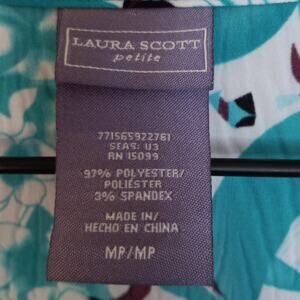 LAURA SCOTT
petite
771565922761
SEAS: U3
RN 15099
97% POLYESTER/
POLIÉSTER
3% SPANDEX
MADE IN/
HECHO EN CHINA
MP/MP